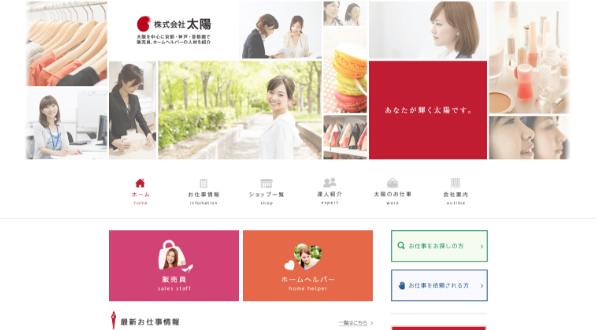 株式会社 太陽
大阪を中心に京都・神戸・首都圏で
販売員、ホームヘルパーの人材を紹介
あなたが輝く太陽です。
ホーム
home
お仕事情報
infomation
ショップ一覧
shop
達人紹介
expert
太陽のお仕事
work
会社案内
outline
販売員
sales staff
ホームヘルパー
home helper
お仕事をお探しの方
お仕事を依頼される方
最新お仕事情報
一覧はこちら